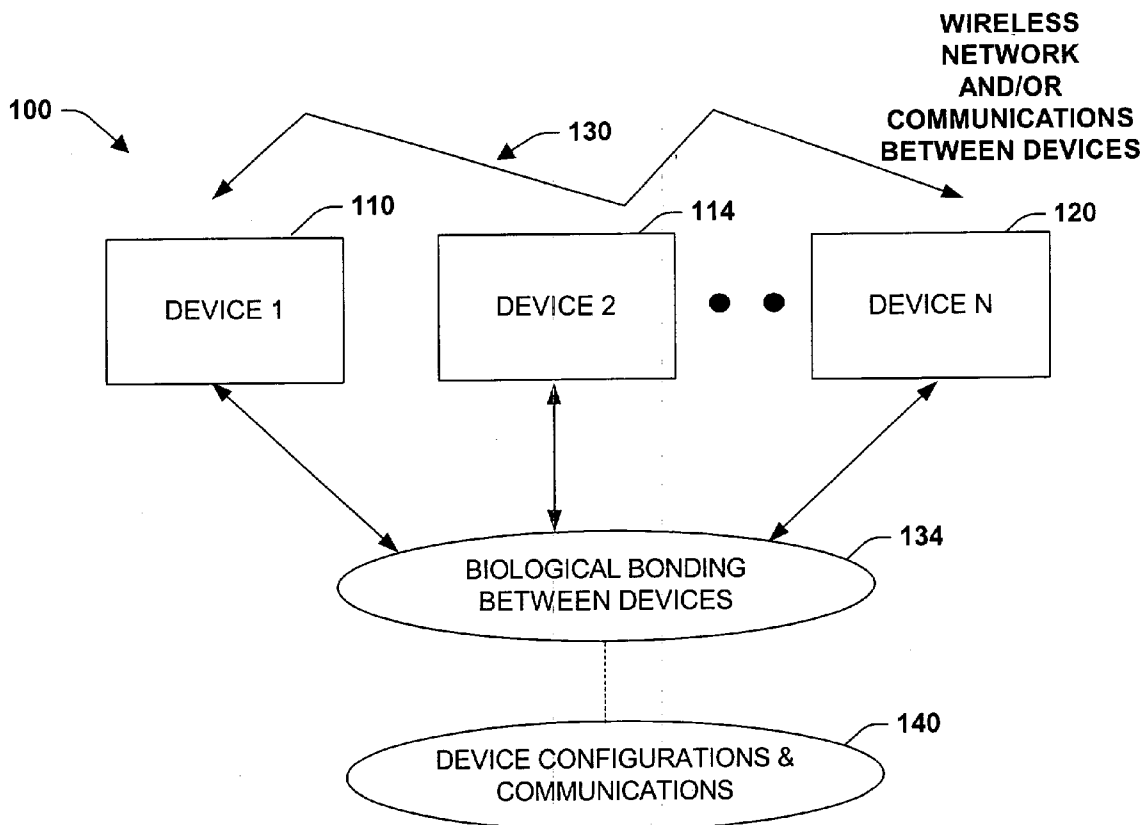 WIRELESS
NETWORK
AND/OR
COMMUNICATIONS
BETWEEN DEVICES
100
130
110
114
120
DEVICE 1
DEVICE 2
DEVICE N
134
BIOLOGICAL BONDING
BETWEEN DEVICES
140
DEVICE CONFIGURATIONS &
COMMUNICATIONS